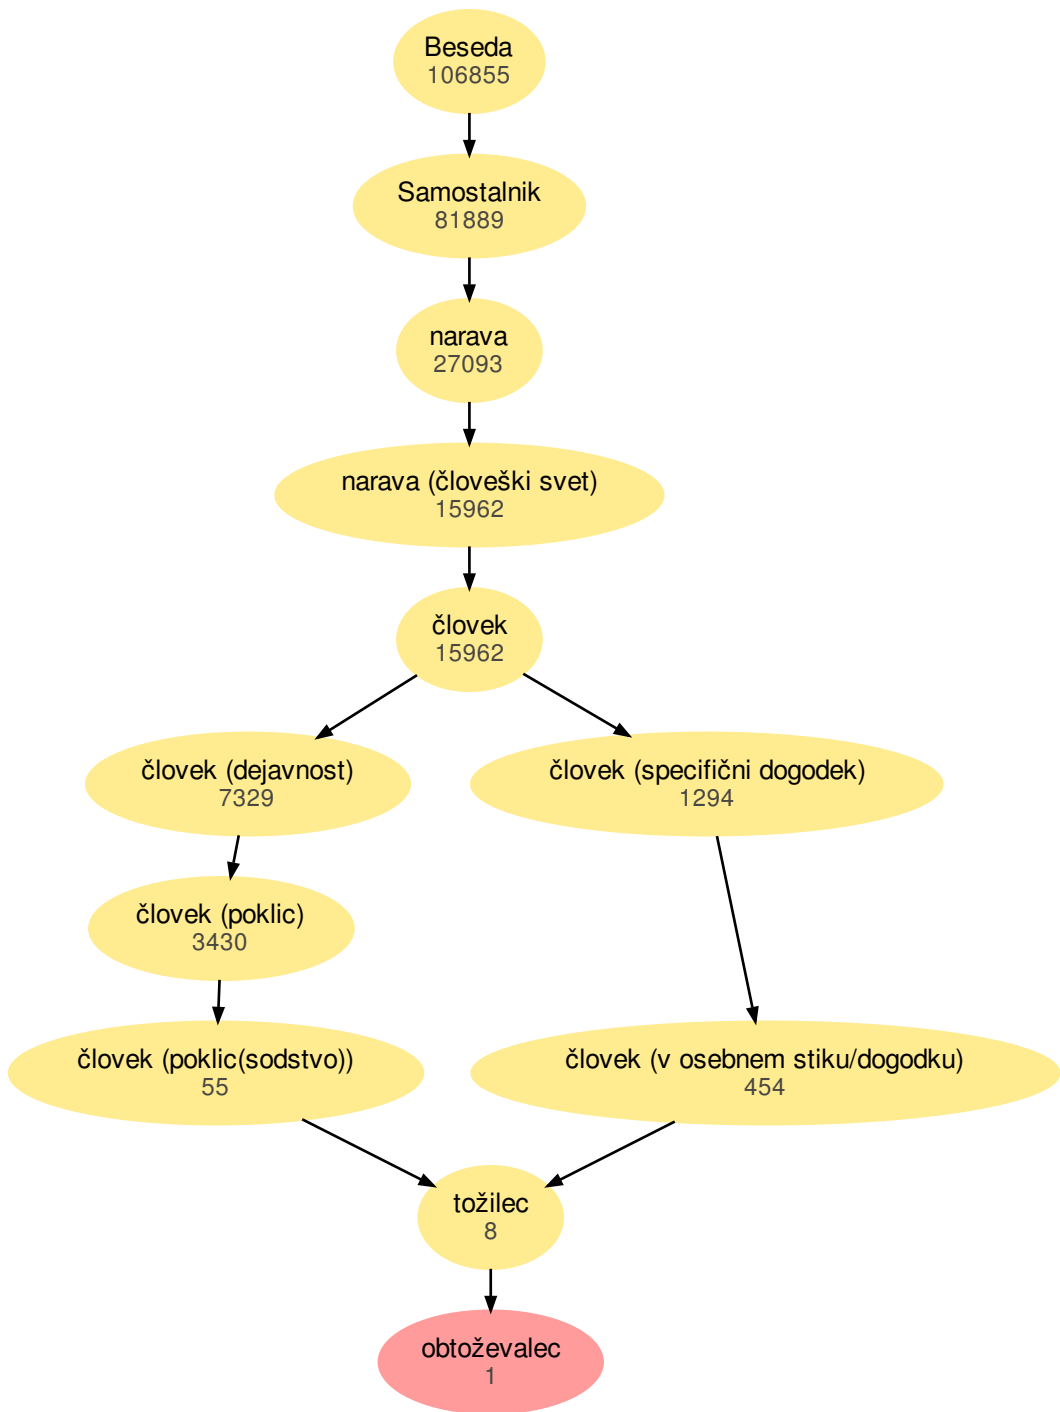 Beseda
106855
Samostalnik
81889
narava
27093
narava (človeški svet)
15962
človek
15962
človek (dejavnost)
7329
človek (specifični dogodek)
1294
človek (poklic)
3430
človek (poklic(sodstvo))
55
človek (v osebnem stiku/dogodku)
454
tožilec
8
obtoževalec
1